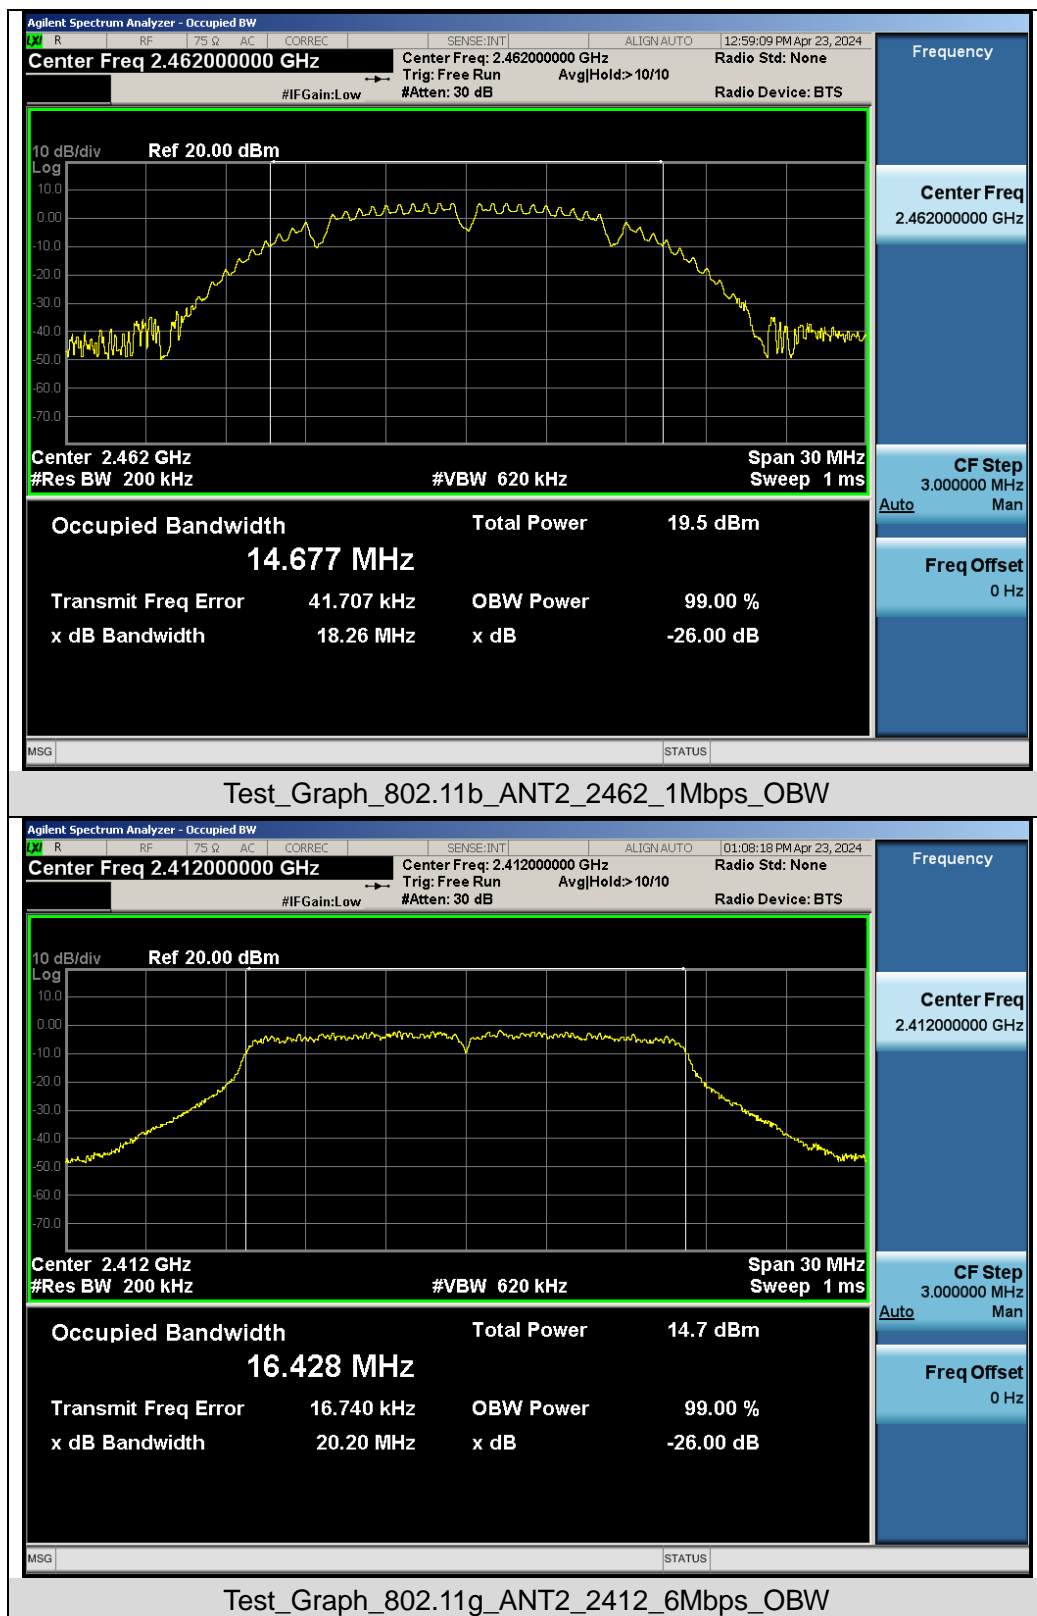 Agilent Spectrum Analyzer - Occupied BW
LXI R RF 75 Ω AC CORREC SENSE:INT ALIGN AUTO 12:59:09 PM Apr 23, 2024
Center Freq 2.462000000 GHz Center Freq: 2.462000000 GHz Radio Std: None
Trig: Free Run Avg|Hold:> 10/10
#IFGain:Low #Atten: 30 dB Radio Device: BTS
Frequency
10 dB/div Ref 20.00 dBm
Log
10.0
0.00
-10.0
-20.0
-30.0
-40.0
-50.0
-60.0
-70.0
Center 2.462 GHz Span 30 MHz
#Res BW 200 kHz #VBW 620 kHz Sweep 1 ms
Center Freq
2.462000000 GHz
CF Step
3.000000 MHz
Auto Man
Freq Offset
0 Hz
Occupied Bandwidth Total Power 19.5 dBm
14.677 MHz
Transmit Freq Error 41.707 kHz OBW Power 99.00 %
x dB Bandwidth 18.26 MHz x dB -26.00 dB
MSG STATUS
Test_Graph_802.11b_ANT2_2462_1Mbps_OBW
Agilent Spectrum Analyzer - Occupied BW
LXI R RF 75 Ω AC CORREC SENSE:INT ALIGN AUTO 01:08:18 PM Apr 23, 2024
Center Freq 2.412000000 GHz Center Freq: 2.412000000 GHz Radio Std: None
Trig: Free Run Avg|Hold:> 10/10
#IFGain:Low #Atten: 30 dB Radio Device: BTS
Frequency
10 dB/div Ref 20.00 dBm
Log
10.0
0.00
-10.0
-20.0
-30.0
-40.0
-50.0
-60.0
-70.0
Center 2.412 GHz Span 30 MHz
#Res BW 200 kHz #VBW 620 kHz Sweep 1 ms
Center Freq
2.412000000 GHz
CF Step
3.000000 MHz
Auto Man
Freq Offset
0 Hz
Occupied Bandwidth Total Power 14.7 dBm
16.428 MHz
Transmit Freq Error 16.740 kHz OBW Power 99.00 %
x dB Bandwidth 20.20 MHz x dB -26.00 dB
MSG STATUS
Test_Graph_802.11g_ANT2_2412_6Mbps_OBW